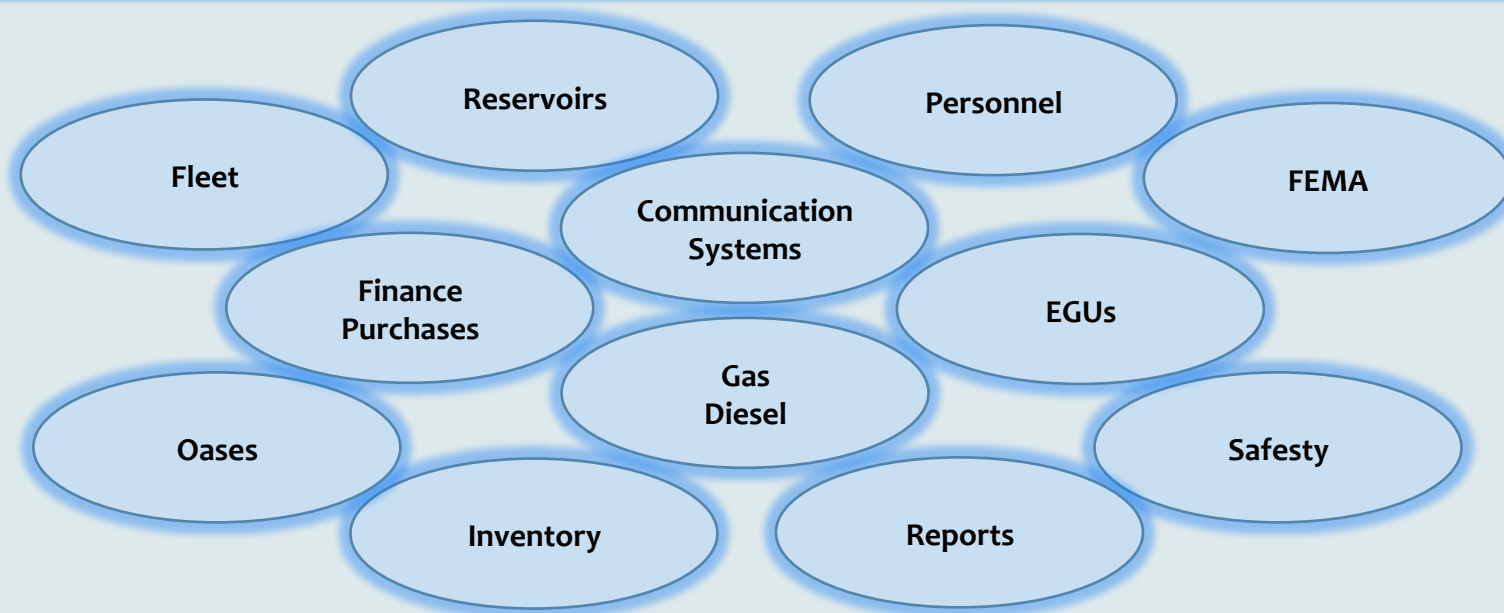 Reservoirs
Personnel
Fleet
FEMA
Communication
Systems
Finance
Purchases
EGUs
Gas
Diesel
Oases
Safesty
Inventory
Reports